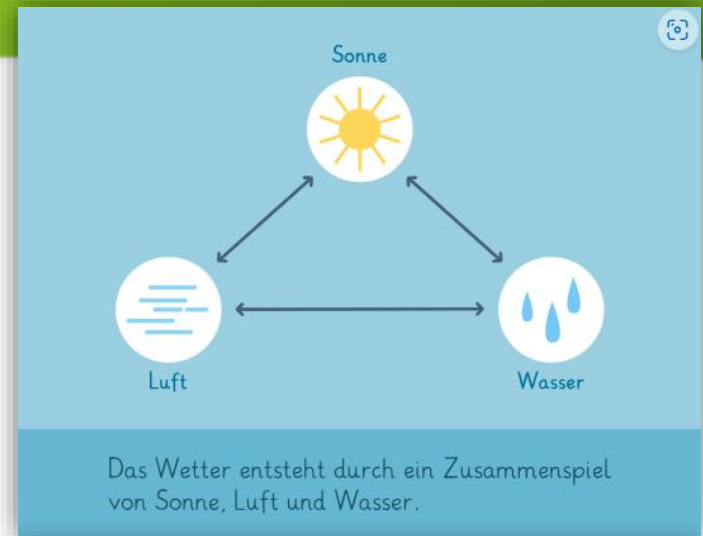 Sonne
Luft
Wasser
Das Wetter entsteht durch ein Zusammenspiel
von Sonne, Luft und Wasser.